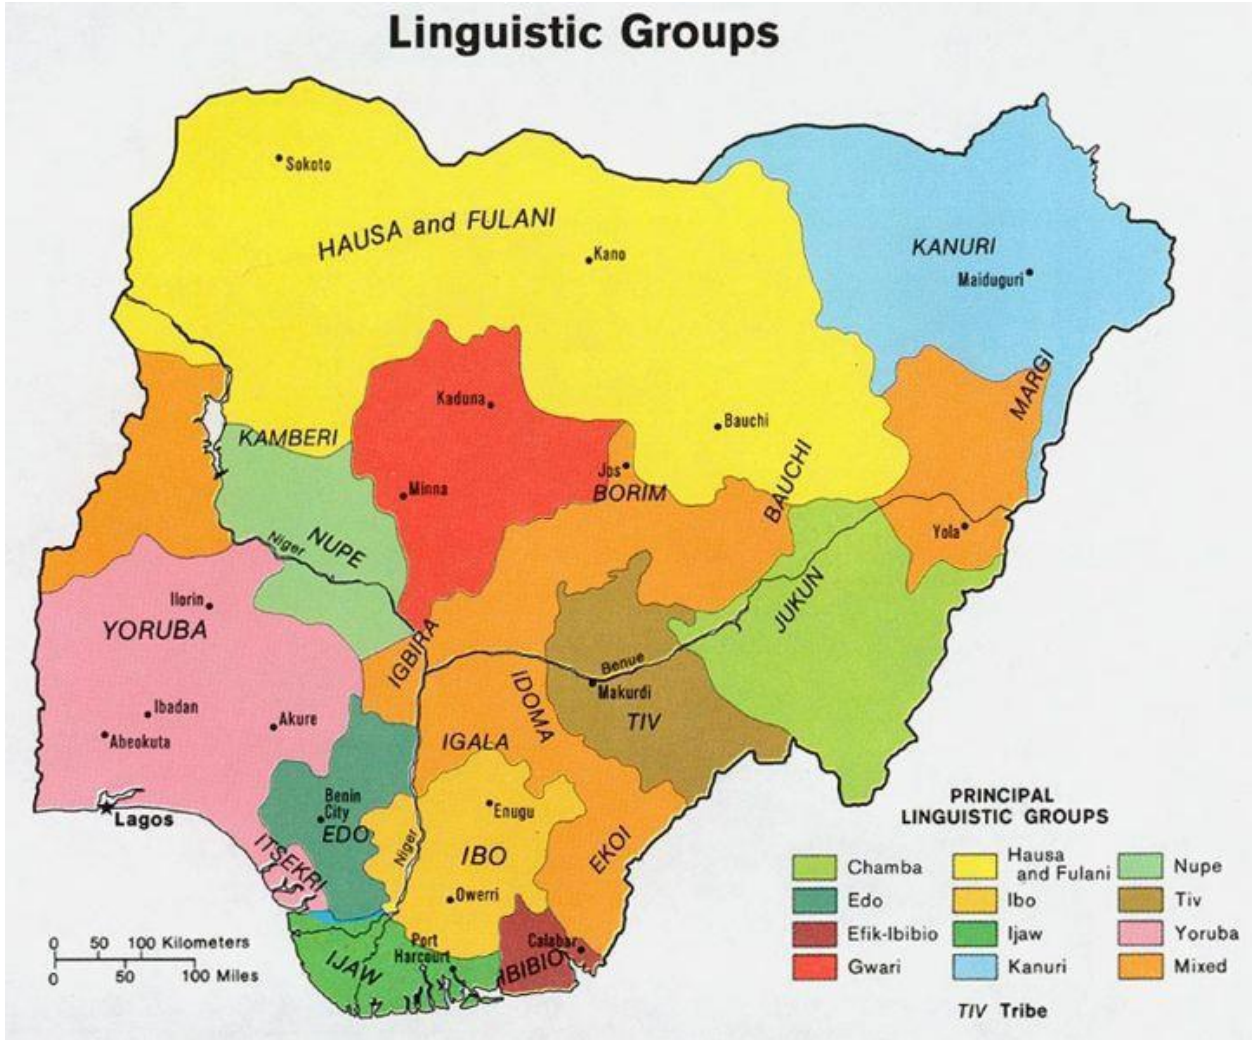 Linguistic Groups
Sokoto
HAUSA and FULANI
Kano
KANURI
Maiduguri
MARGI
Kaduna
Bauchi
KAMBERI
BAUCHI
Jos
BORIM
Minna
Yola
NUPE
Niger
JUKUN
Ilorin
YORUBA
IGBIRA
Benue
Makurdi
IDOMA
TIV
Ibadan
Akure
Abeokuta
IGALA
Lagos
Benin
City
EDO
Enugu
Niger
IBO
EKOI
ITSEKRI
Owerri
Port
Harcourt
Calabar
IJAW
IBIBIO
0 50 100 Kilometers
0 50 100 Miles
PRINCIPAL
LINGUISTIC GROUPS
Chamba
Edo
Efik-Ibibio
Gwari
Hausa
and Fulani
Ibo
Ijaw
Kanuri
Nupe
Tiv
Yoruba
Mixed
TIV Tribe